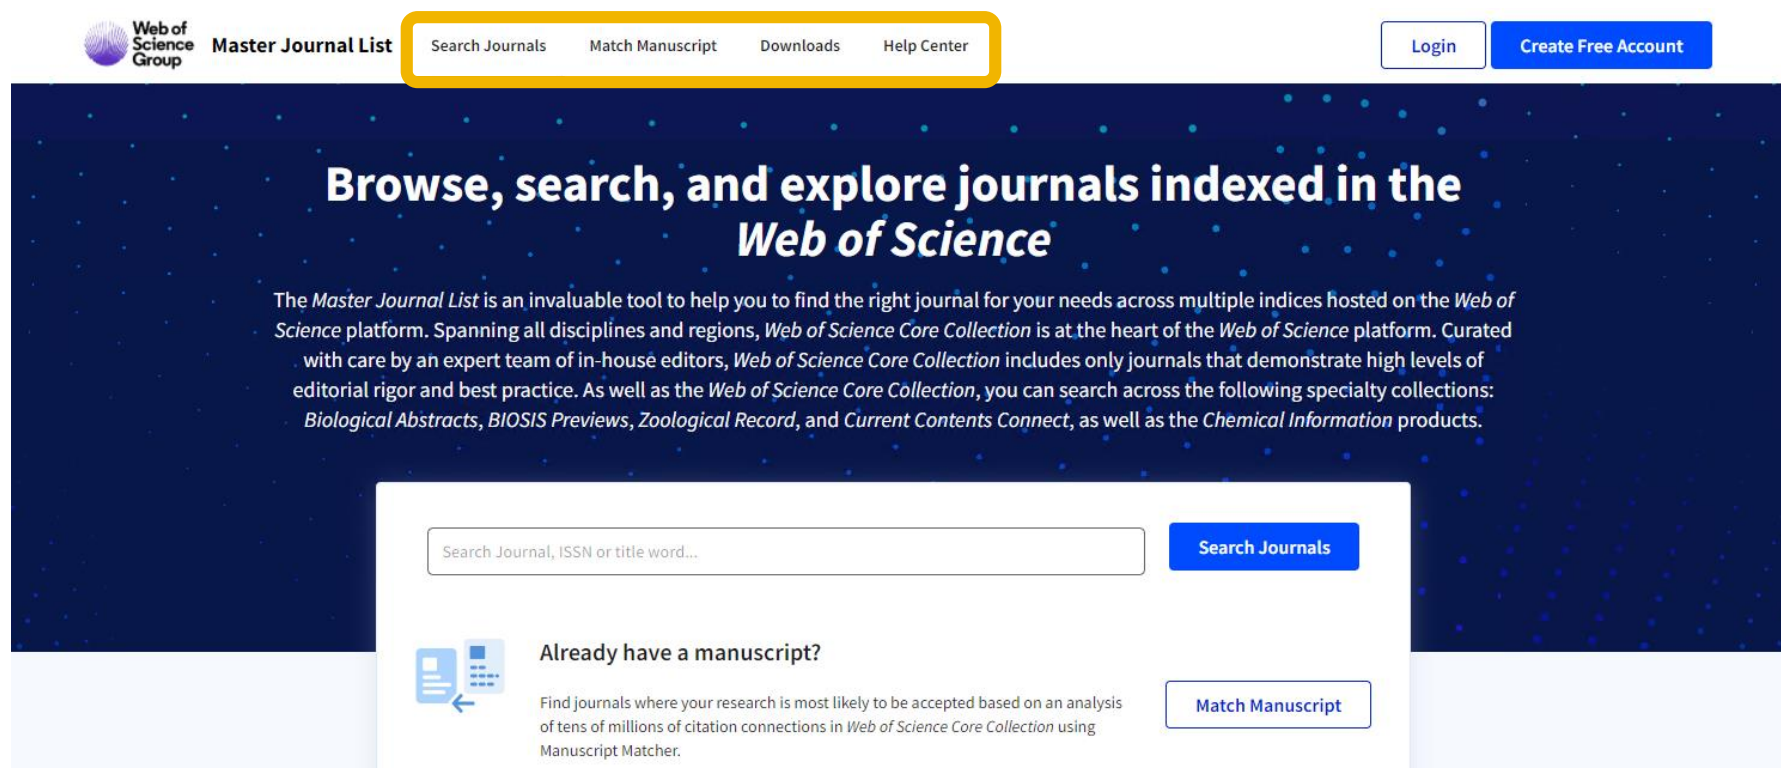 Web of
Science
Group
Master Journal List
Search Journals
Match Manuscript
Downloads
Help Center
Login
Create Free Account
Browse, search, and explore journals indexed in the
Web of Science
The Master Journal List is an invaluable tool to help you to find the right journal for your needs across multiple indices hosted on the Web of
Science platform. Spanning all disciplines and regions, Web of Science Core Collection is at the heart of the Web of Science platform. Curated
with care by an expert team of in-house editors, Web of Science Core Collection includes only journals that demonstrate high levels of
editorial rigor and best practice. As well as the Web of Science Core Collection, you can search across the following specialty collections:
Biological Abstracts, BIOSIS Previews, Zoological Record, and Current Contents Connect, as well as the Chemical Information products.
Search Journal, ISSN or title word...
Search Journals
Already have a manuscript?
Find journals where your research is most likely to be accepted based on an analysis
of tens of millions of citation connections in Web of Science Core Collection using
Manuscript Matcher.
Match Manuscript